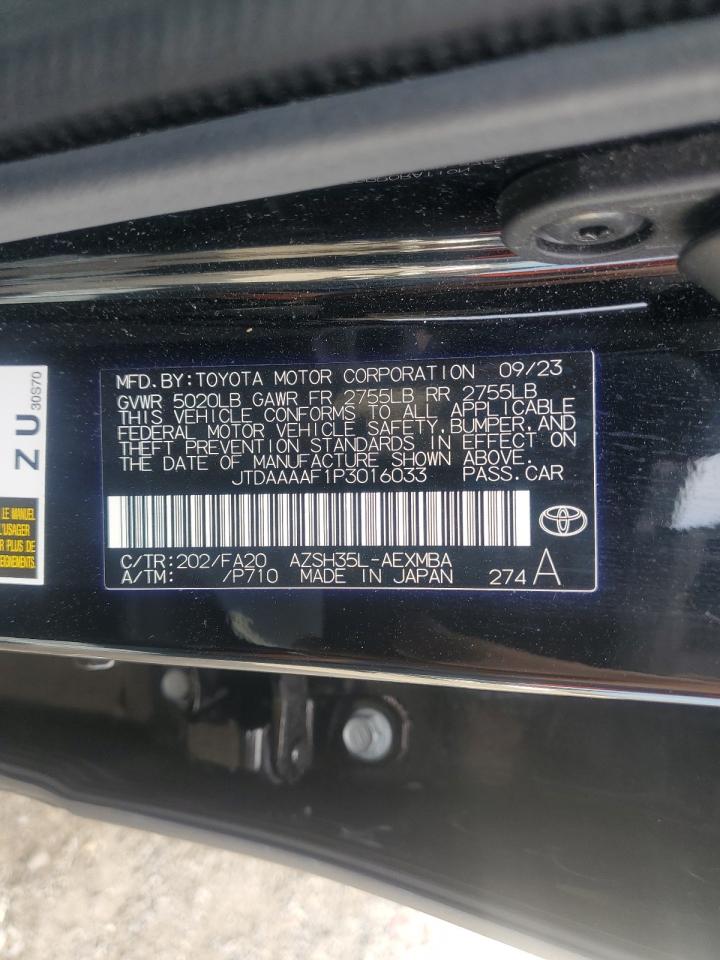 MFD.BY:TOYOTA MOTOR CORPORATION 09/23
GVWR 5020LB GAWR FR 2755LB RR 2755LB
THIS VEHICLE CONFORMS TO ALL APPLICABLE
FEDERAL MOTOR VEHICLE SAFETY,BUMPER,AND
THEFT PREVENTION STANDARDS IN EFFECT ON
THE DATE OF MANUFACTURE SHOWN ABOVE.
JTDAAAAF1P3016033 PASS.CAR
C/TR:202/FA20 AZSH35L-AEXMBA
A/TM: /P710 MADE IN JAPAN 274 A
ZU
30S70
LE MANUEL
L'USAGER
PLUS DE
EIGNEMENTS.